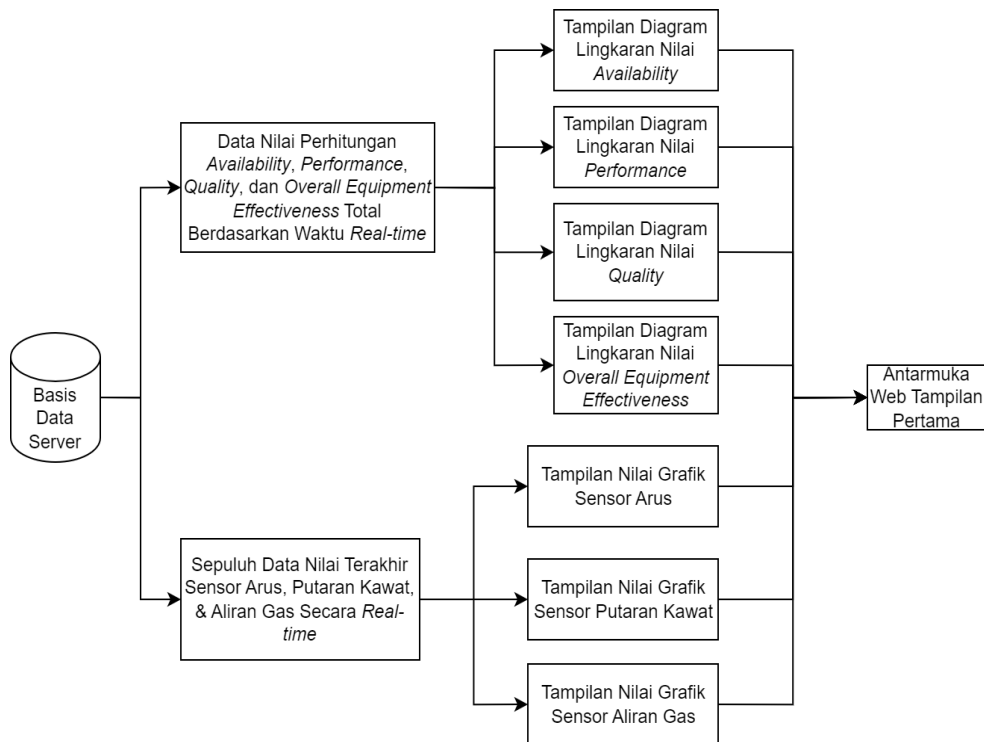 Basis
Data
Server
Data Nilai Perhitungan
Availability, Performance,
Quality, dan Overall Equipment
Effectiveness Total
Berdasarkan Waktu Real-time
Sepuluh Data Nilai Terakhir
Sensor Arus, Putaran Kawat,
& Aliran Gas Secara Real-
time
Tampilan Diagram
Lingkaran Nilai
Availability
Tampilan Diagram
Lingkaran Nilai
Performance
Tampilan Diagram
Lingkaran Nilai
Quality
Tampilan Diagram
Lingkaran Nilai
Overall Equipment
Effectiveness
Tampilan Nilai Grafik
Sensor Arus
Tampilan Nilai Grafik
Sensor Putaran Kawat
Tampilan Nilai Grafik
Sensor Aliran Gas
Antarmuka
Web Tampilan
Pertama